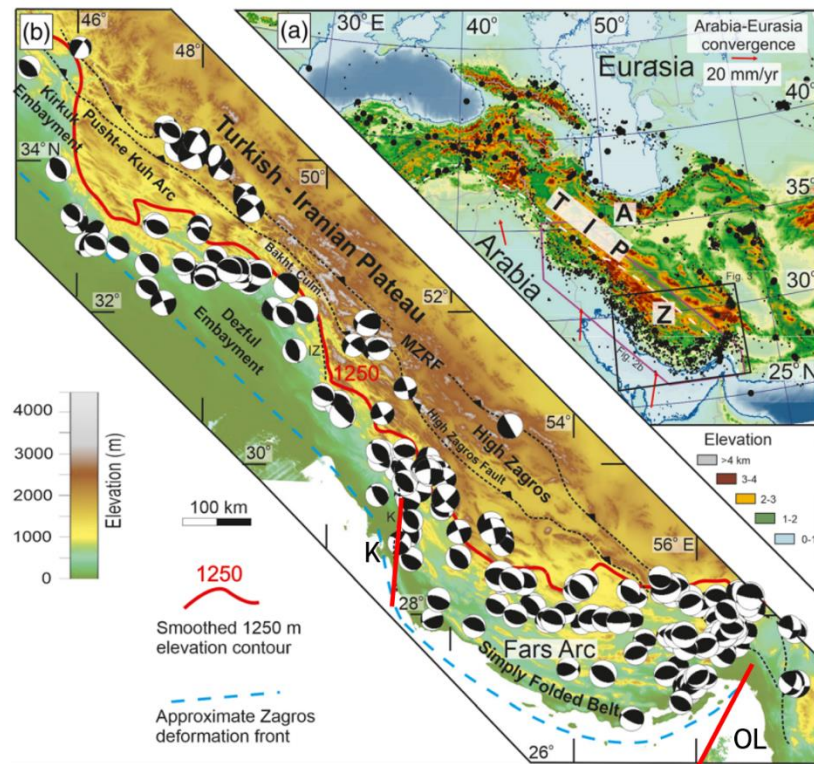 (b)
46
48
Kirkuk
Embayment
Pusht-e Kuh Arc
34 N
Turkish - Iranian Plateau
50
Bakht. Culm.
32°
Dezful
Embayment
IZ
1250
52°
MZRF
High Zagros Fault
High Zagros
54°
30°
K
K
28°
56° E
Fars Arc
Simply Folded Belt
26°
OL
4000
3000
2000
1000
0
Elevation (m)
100 km
1250
Smoothed 1250 m
elevation contour
Approximate Zagros
deformation front
(a)
30°E
40°
50°
60°
Arabia-Eurasia
convergence
20 mm/yr
Eurasia
40°
35°
30°
25°N
A
T I P
Arabia
Z
Fig. 3
Fig. 2b
Elevation
>4 km
3-4
2-3
1-2
0-1